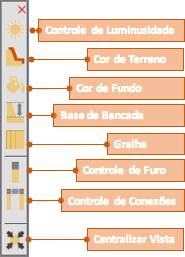 Controle de Luminusidade
Cor de Terreno
Cor de Fundo
Base de Bancada
Grelha
Controle de Furo
Controle de Conexões
Centralizar Vista